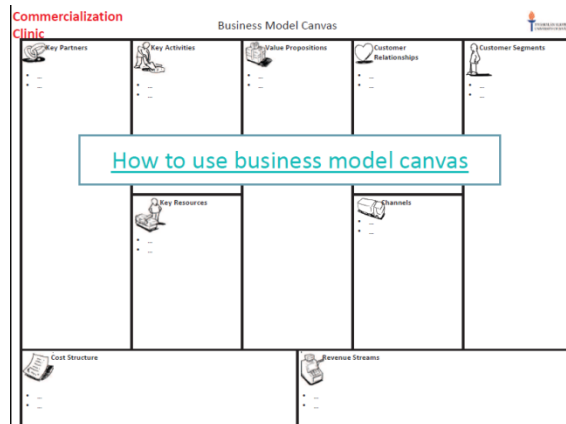 Commercialization
Clinic
Business Model Canvas
Key Partners
Key Activities
Value Propositions
Customer
Relationships
Customer Segments
How to use business model canvas
Key Resources
Channels
Cost Structure
Revenue Streams